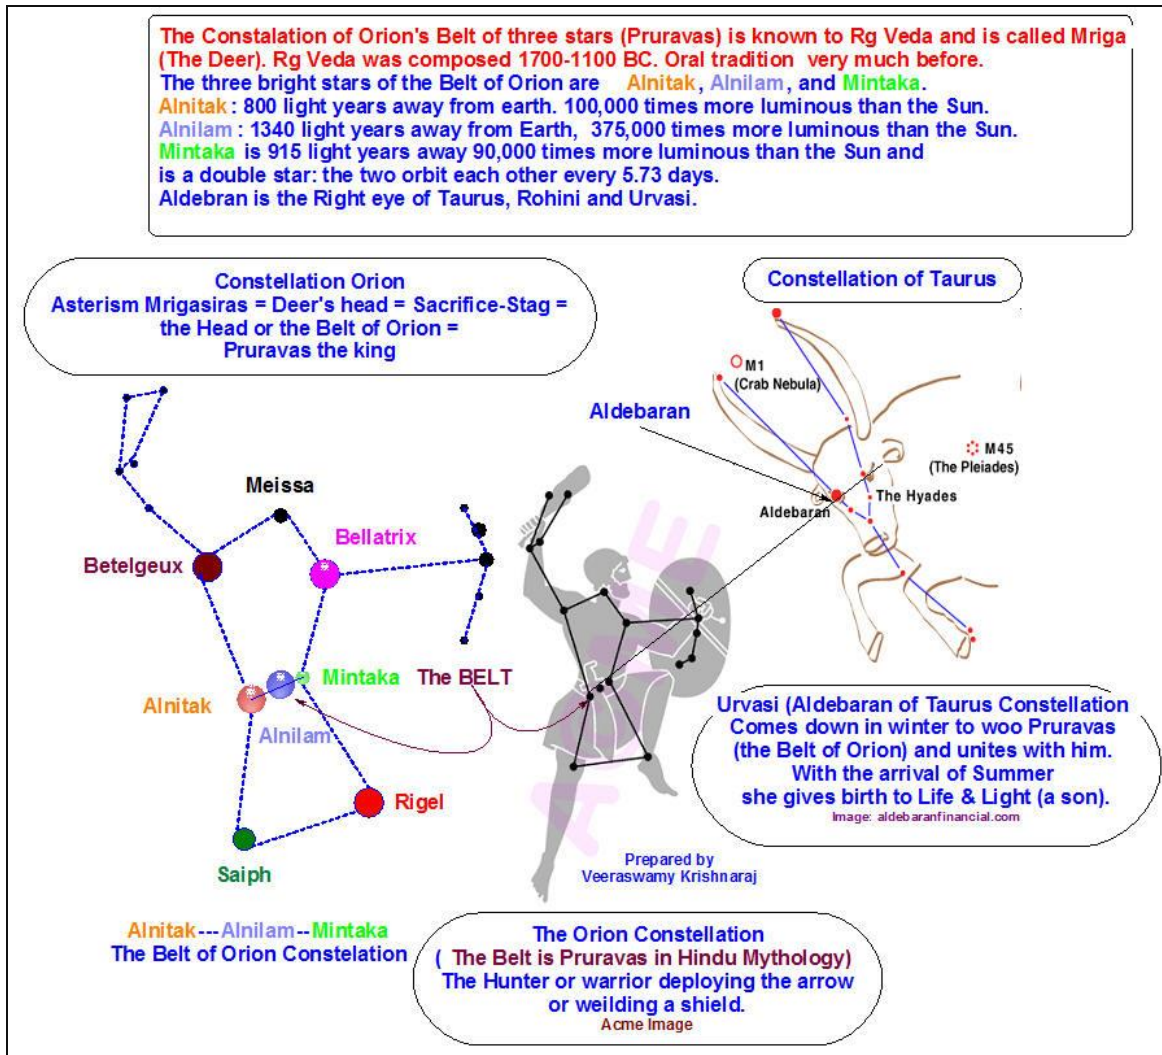 The Constalation of Orion's Belt of three stars (Pruravas) is known to Rg Veda and is called Mriga
(The Deer). Rg Veda was composed 1700-1100 BC. Oral tradition very much before.
The three bright stars of the Belt of Orion are Alnitak, Alnilam, and Mintaka.
Alnitak: 800 light years away from earth. 100,000 times more luminous than the Sun.
Alnilam: 1340 light years away from Earth, 375,000 times more luminous than the Sun.
Mintaka is 915 light years away 90,000 times more luminous than the Sun and
is a double star: the two orbit each other every 5.73 days.
Aldebran is the Right eye of Taurus, Rohini and Urvasi.
Constellation Orion
Asterism Mrigasiras = Deer's head = Sacrifice-Stag =
the Head or the Belt of Orion =
Pruravas the king
Constellation of Taurus
M1
(Crab Nebula)
Aldebaran
M45
(The Pleiades)
The Hyades
Aldebaran
Meissa
Bellatrix
Betelgeux
Mintaka
The BELT
Alnitak
Alnilam
Rigel
Saiph
ACME
Urvasi (Aldebaran of Taurus Constellation
Comes down in winter to woo Pruravas
(the Belt of Orion) and unites with him.
With the arrival of Summer
she gives birth to Life & Light (a son).
Image: aldebaranfinancial.com
Prepared by
Veeraswamy Krishnaraj
Alnitak---Alnilam--Mintaka
The Belt of Orion Constelation
The Orion Constellation
( The Belt is Pruravas in Hindu Mythology)
The Hunter or warrior deploying the arrow
or weilding a shield.
Acme Image